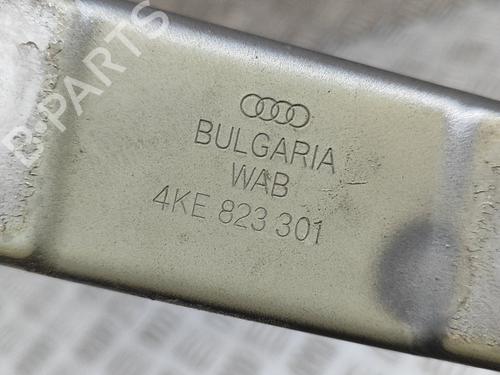 B-PARTS
BULGARIA
WAB
4KE 823 301